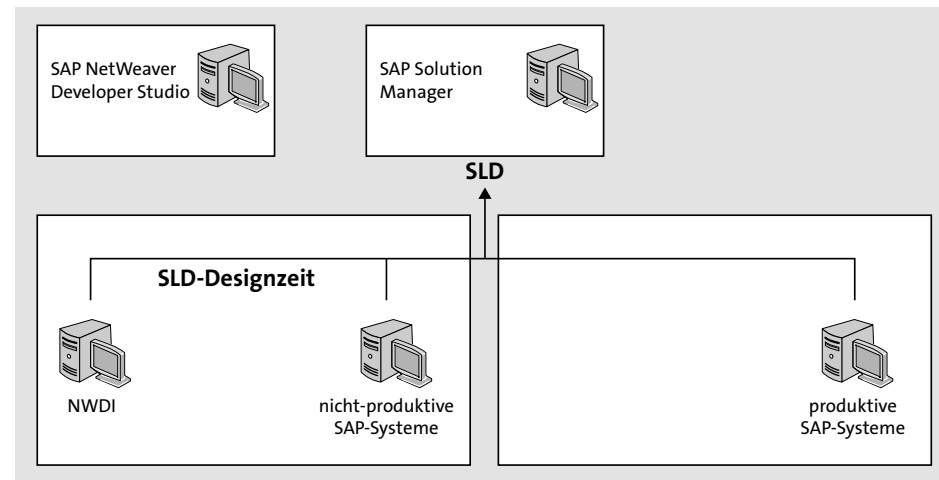 SAP NetWeaver
Developer Studio
SAP Solution
Manager
SLD
SLD-Designzeit
NWDI
nicht-produktive
SAP-Systeme
produktive
SAP-Systeme